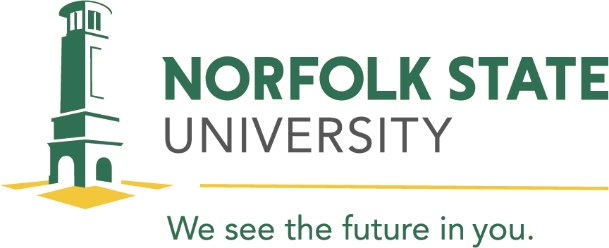 NORFOLK STATE
UNIVERSITY
We see the future in you.